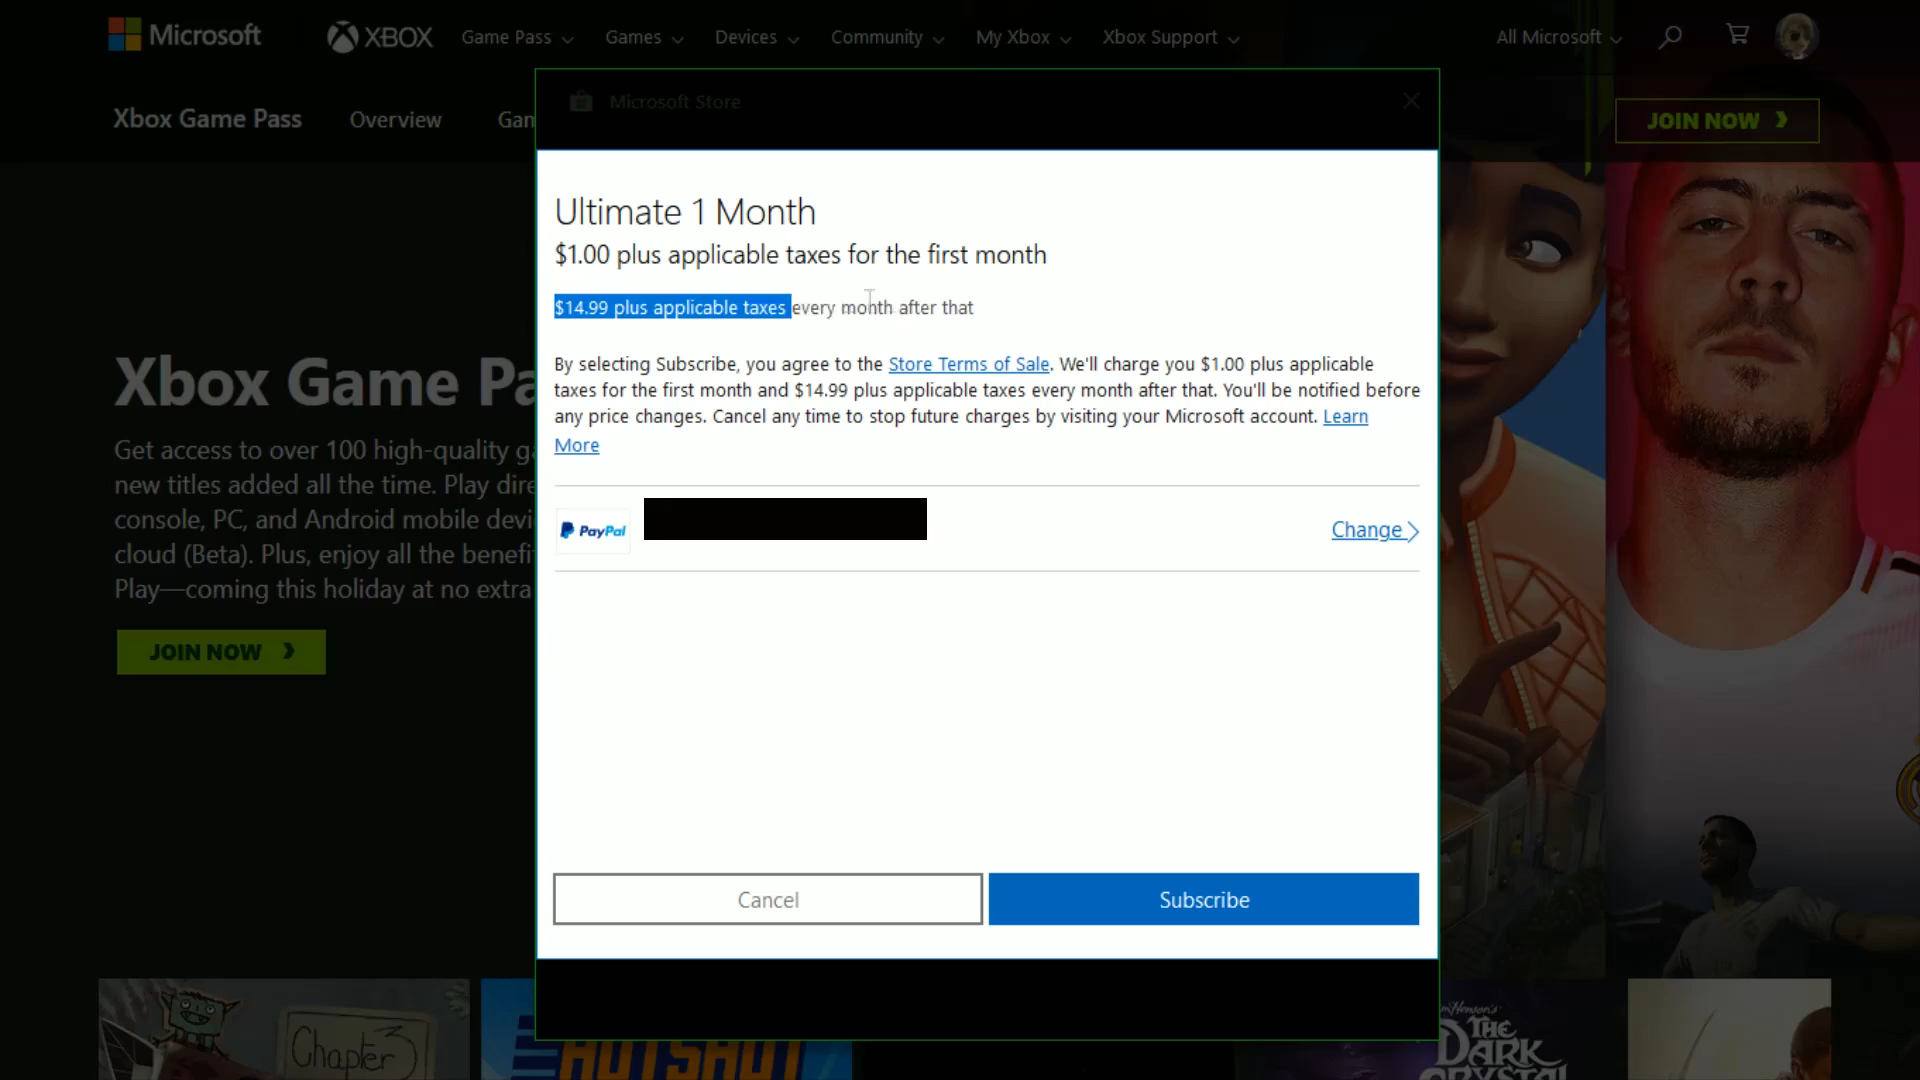 Microsoft
XBOX
Game Pass
Games
Devices
Community
My Xbox
Xbox Support
All Microsoft
Xbox Game Pass
Overview
Gan
JOIN NOW
Microsoft Store
Ultimate 1 Month
$1.00 plus applicable taxes for the first month
$14.99 plus applicable taxes every month after that
By selecting Subscribe, you agree to the Store Terms of Sale. We'll charge you $1.00 plus applicable
taxes for the first month and $14.99 plus applicable taxes every month after that. You'll be notified before
any price changes. Cancel any time to stop future charges by visiting your Microsoft account. Learn
More
PayPal
Change
Cancel
Subscribe
Xbox Game Pa
Get access to over 100 high-quality ga
new titles added all the time. Play dire
console, PC, and Android mobile devi
cloud (Beta). Plus, enjoy all the benefi
Play—coming this holiday at no extra
JOIN NOW
Chapter 3
HOTSHOT
THE
DARK
CRYSTAL